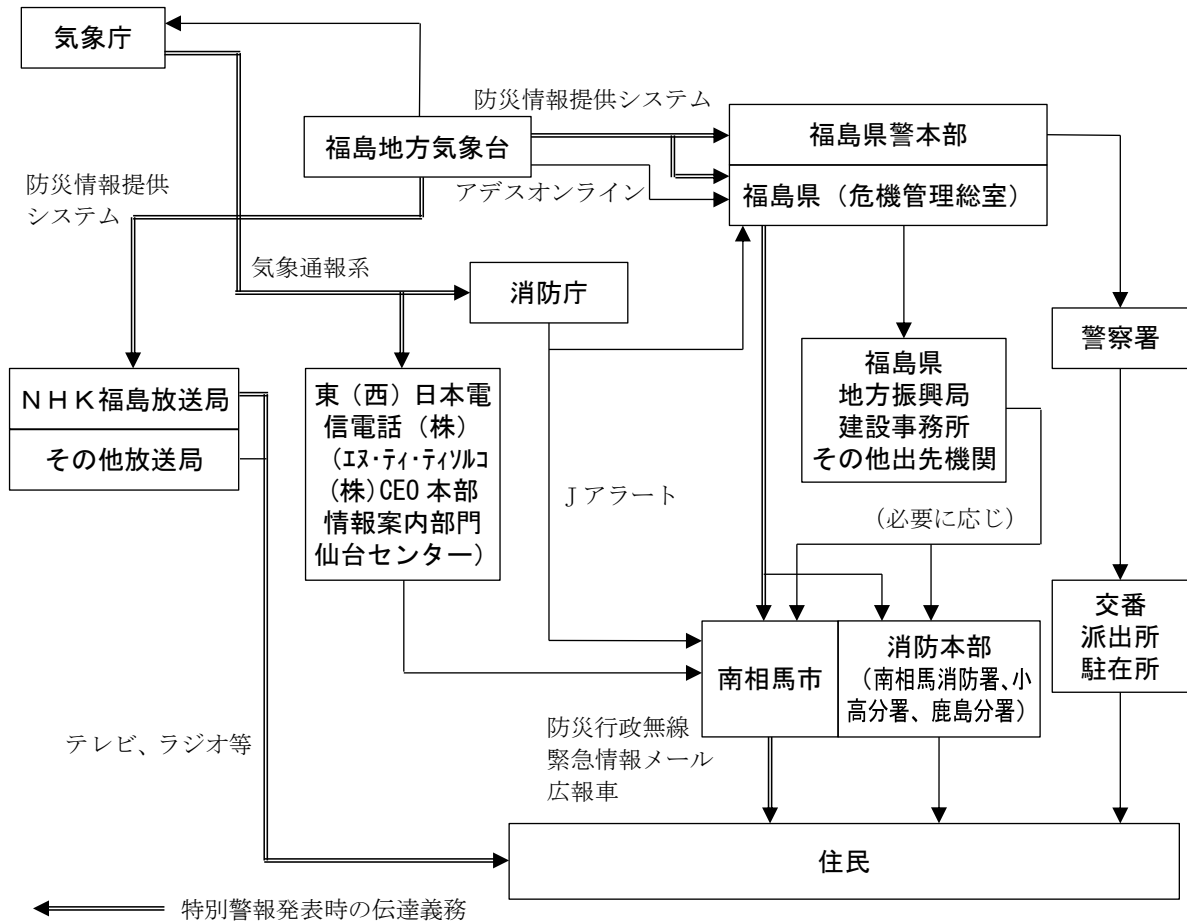 気象庁
防災情報提供システム
福島地方気象台
福島県警本部
福島県（危機管理総室）
アデスオンライン
防災情報提供
システム
気象通報系
消防庁
警察署
ＮＨＫ福島放送局
その他放送局
東（西）日本電
信電話（株）
（ｴﾇ･ﾃｨ･ﾃｨｿﾙｺ
（株）CEO 本部
情報案内部門
仙台センター）
福島県
地方振興局
建設事務所
その他出先機関
Ｊアラート
（必要に応じ）
南相馬市
消防本部
（南相馬消防署、小
高分署、鹿島分署）
交番
派出所
駐在所
テレビ、ラジオ等
防災行政無線
緊急情報メール
広報車
住民
特別警報発表時の伝達義務